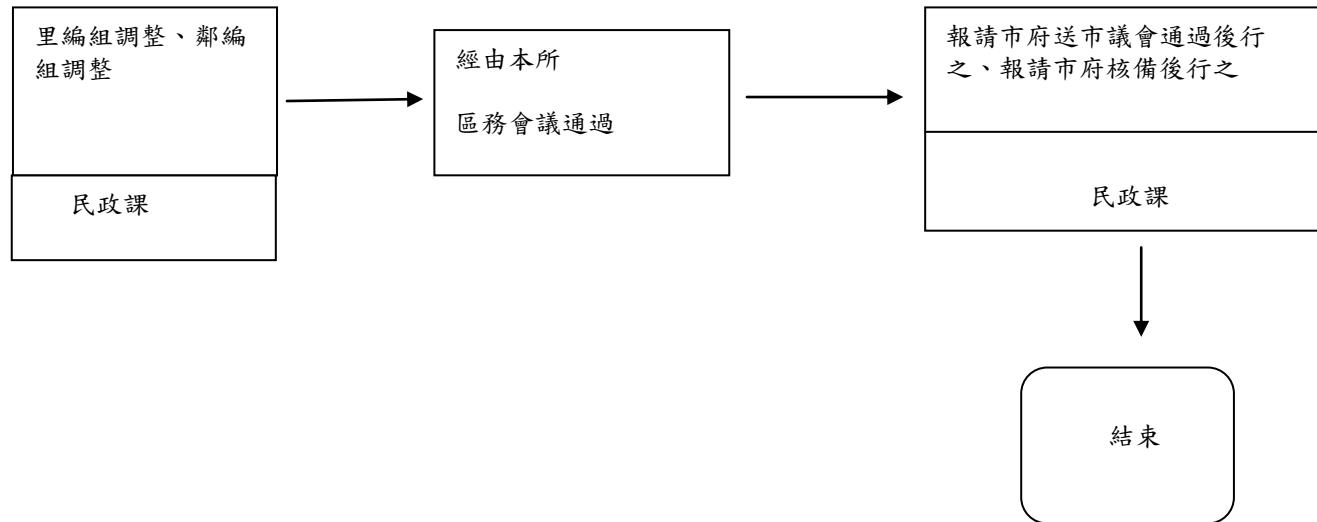 里編組調整、鄰編
組調整
民政課
經由本所
區務會議通過
報請市府送市議會通過後行
之、報請市府核備後行之
民政課
結束